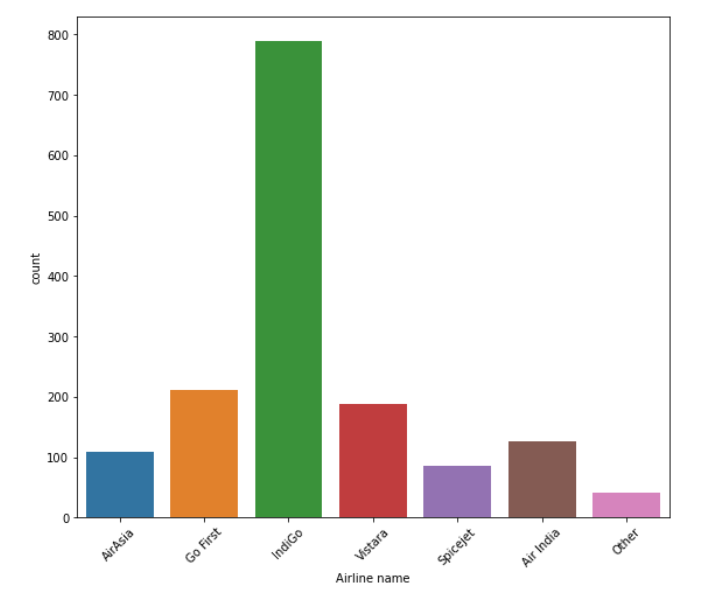 800
700
600
500
400
300
200
100
0
count
AirAsia
Go First
IndiGo
Vistara
Spicejet
Air India
Other
Airline name